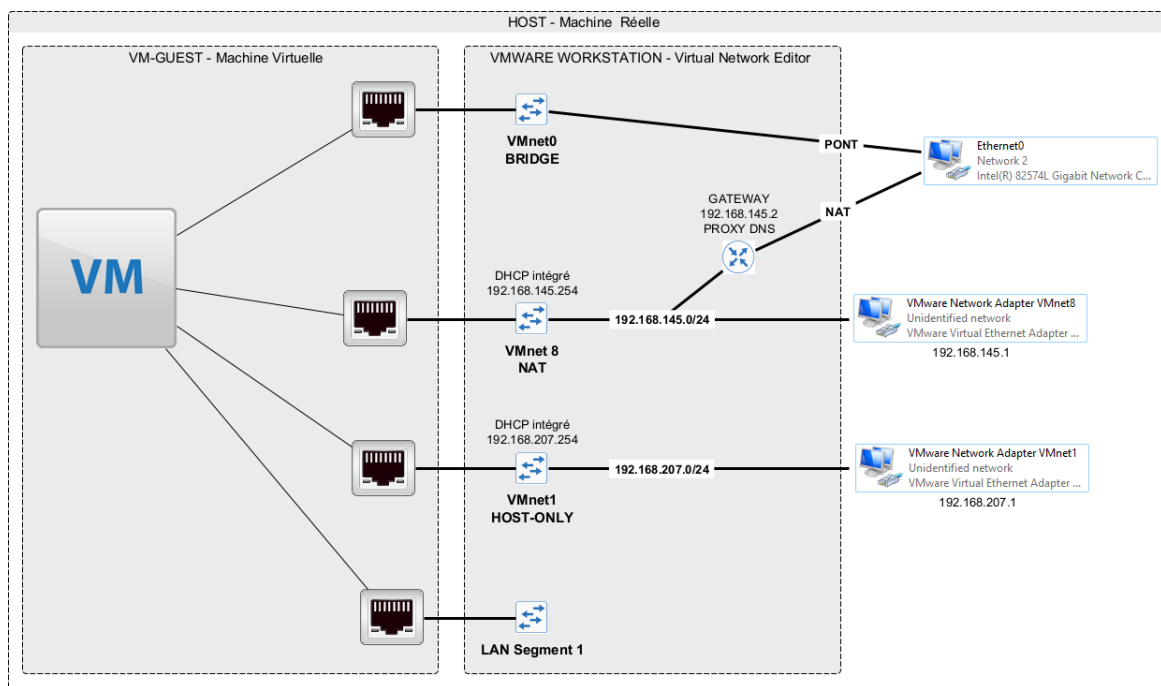 HOST - Machine Réelle
VM-GUEST - Machine Virtuelle
VMWARE WORKSTATION - Virtual Network Editor
VMnet0
BRIDGE
PONT
Ethernet0
Network 2
Intel(R) 82574L Gigabit Network C...
GATEWAY
192.168.145.2
PROXY DNS
NAT
VM
DHCP intégré
192.168.145.254
VMnet 8
NAT
192.168.145.0/24
VMware Network Adapter VMnet8
Unidentified network
VMware Virtual Ethernet Adapter ...
192.168.145.1
DHCP intégré
192.168.207.254
VMnet1
HOST-ONLY
192.168.207.0/24
VMware Network Adapter VMnet1
Unidentified network
VMware Virtual Ethernet Adapter ...
192.168.207.1
LAN Segment 1